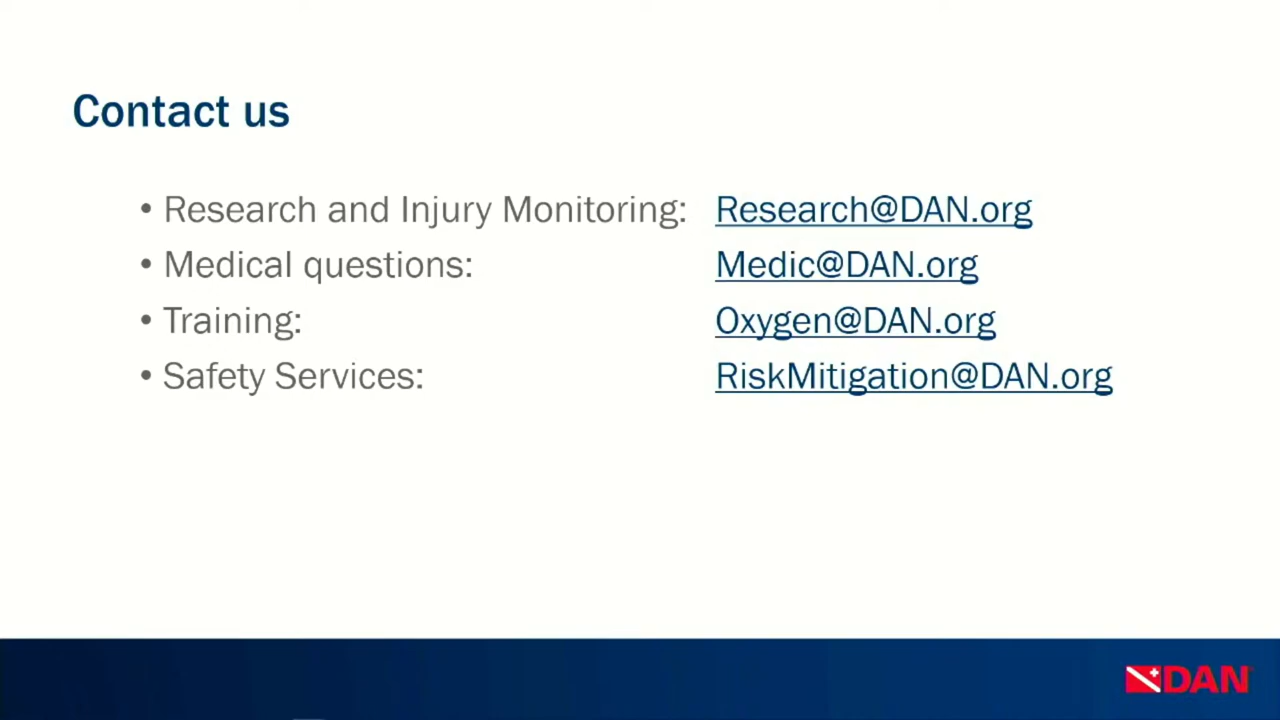 Contact us
• Research and Injury Monitoring: Research@DAN.org
• Medical questions: Medic@DAN.org
• Training: Oxygen@DAN.org
• Safety Services: RiskMitigation@DAN.org
DAN